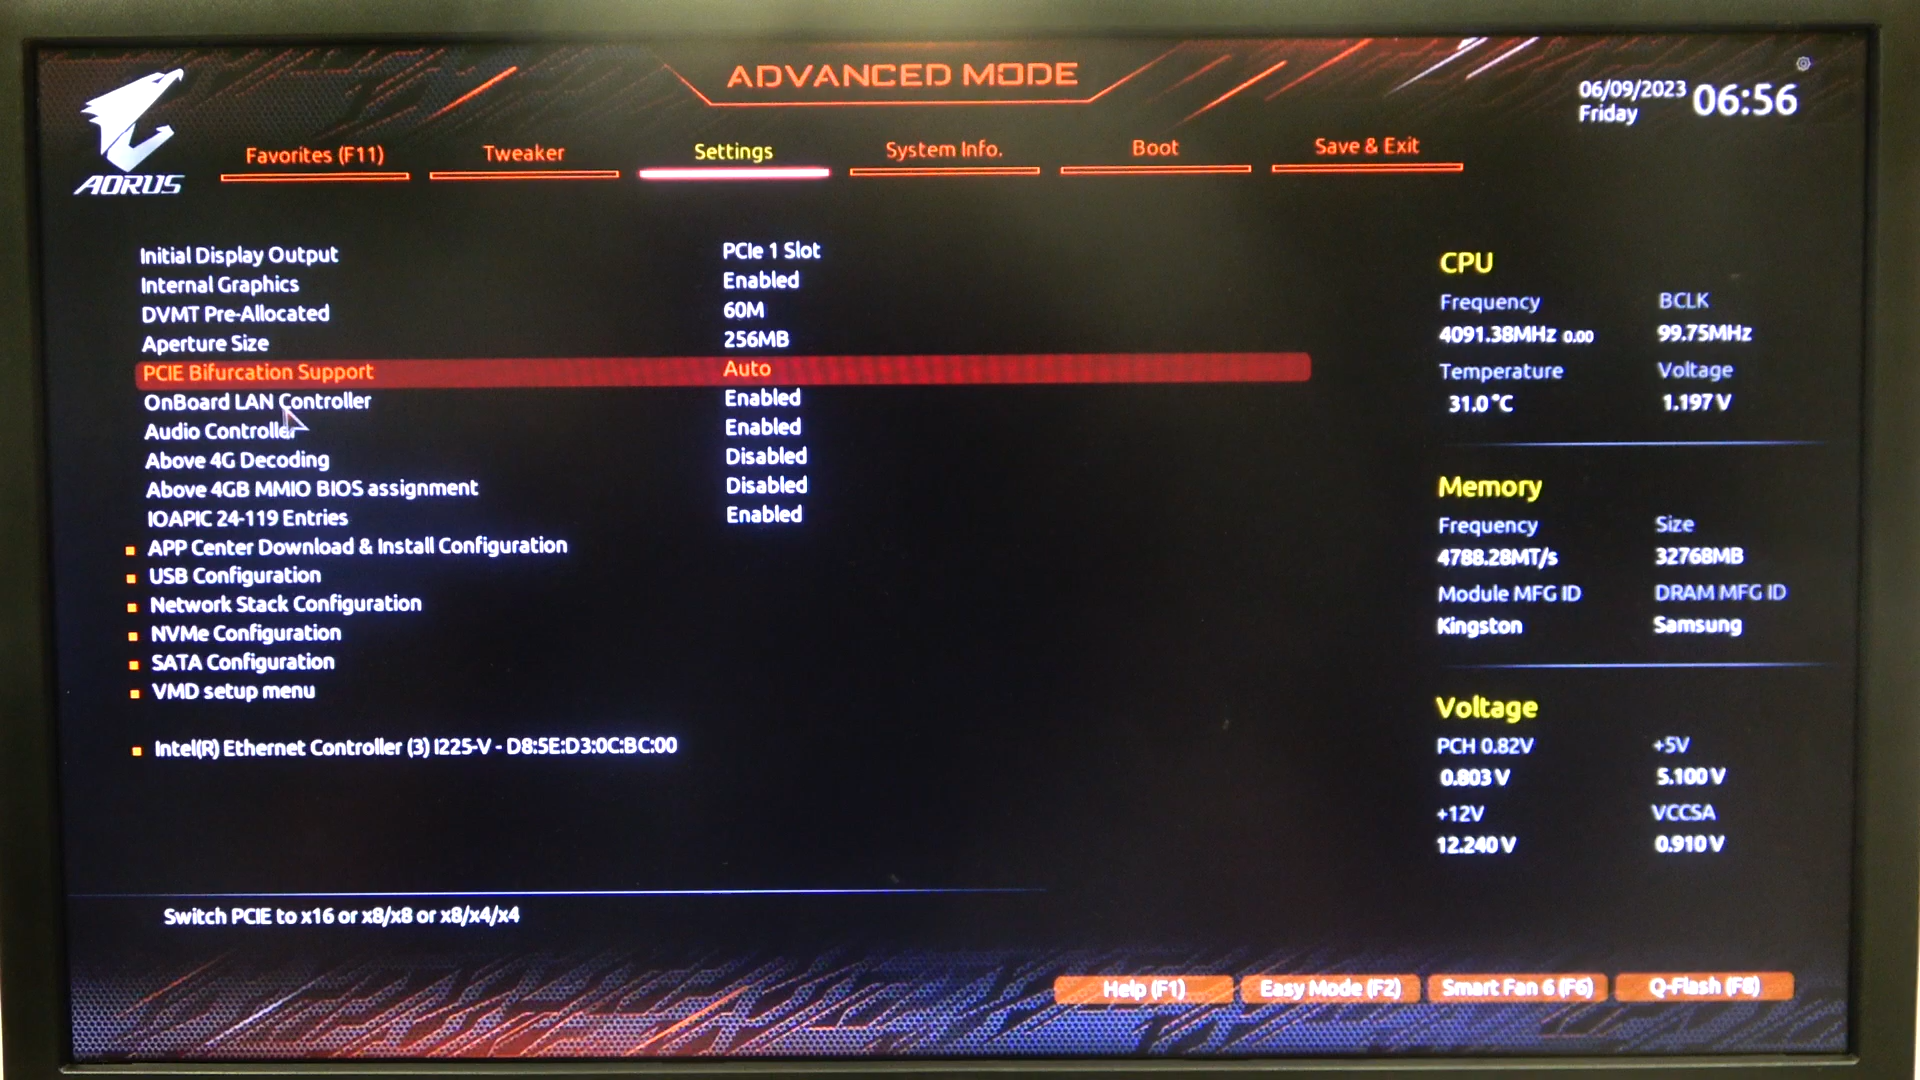 ADVANCED MODE
AORUS
06/09/2023
Friday
06:56
Favorites (F11)
Tweaker
Settings
System Info.
Boot
Save & Exit
Initial Display Output PCIe 1 Slot
Internal Graphics Enabled
DVMT Pre-Allocated 60M
Aperture Size 256MB
PCIE Bifurcation Support Auto
OnBoard LAN Controller Enabled
Audio Controller Enabled
Above 4G Decoding Disabled
Above 4GB MMIO BIOS assignment Disabled
IOAPIC 24-119 Entries Enabled
APP Center Download & Install Configuration
USB Configuration
Network Stack Configuration
NVMe Configuration
SATA Configuration
VMD setup menu
Intel(R) Ethernet Controller (3) I225-V - D8:5E:D3:0C:BC:00
CPU
Frequency BCLK
4091.38MHz 0.00 99.75MHz
Temperature Voltage
31.0 °C 1.197 V
Memory
Frequency Size
4788.28MT/s 32768MB
Module MFG ID DRAM MFG ID
Kingston Samsung
Voltage
PCH 0.82V +5V
0.803 V 5.100 V
+12V VCCSA
12.240 V 0.910 V
Switch PCIE to x16 or x8/x8 or x8/x4/x4
Help (F1)
Easy Mode (F2)
Smart Fan 6 (F6)
Q-Flash (F8)